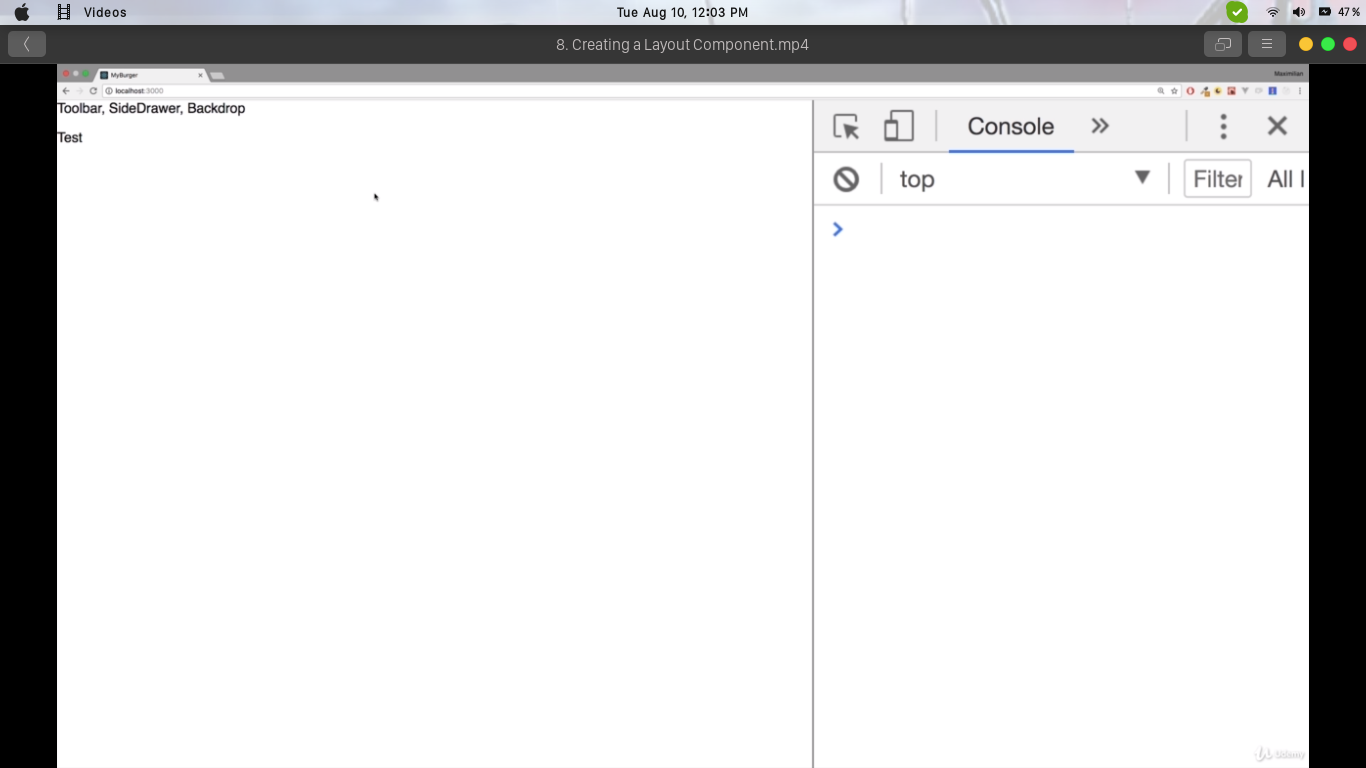 Videos
Tue Aug 10, 12:03 PM
47%
8. Creating a Layout Component.mp4
MyBurger
Maximilian
localhost:3000
Toolbar, SideDrawer, Backdrop
Test
Console
top
Filter
All l
Udemy